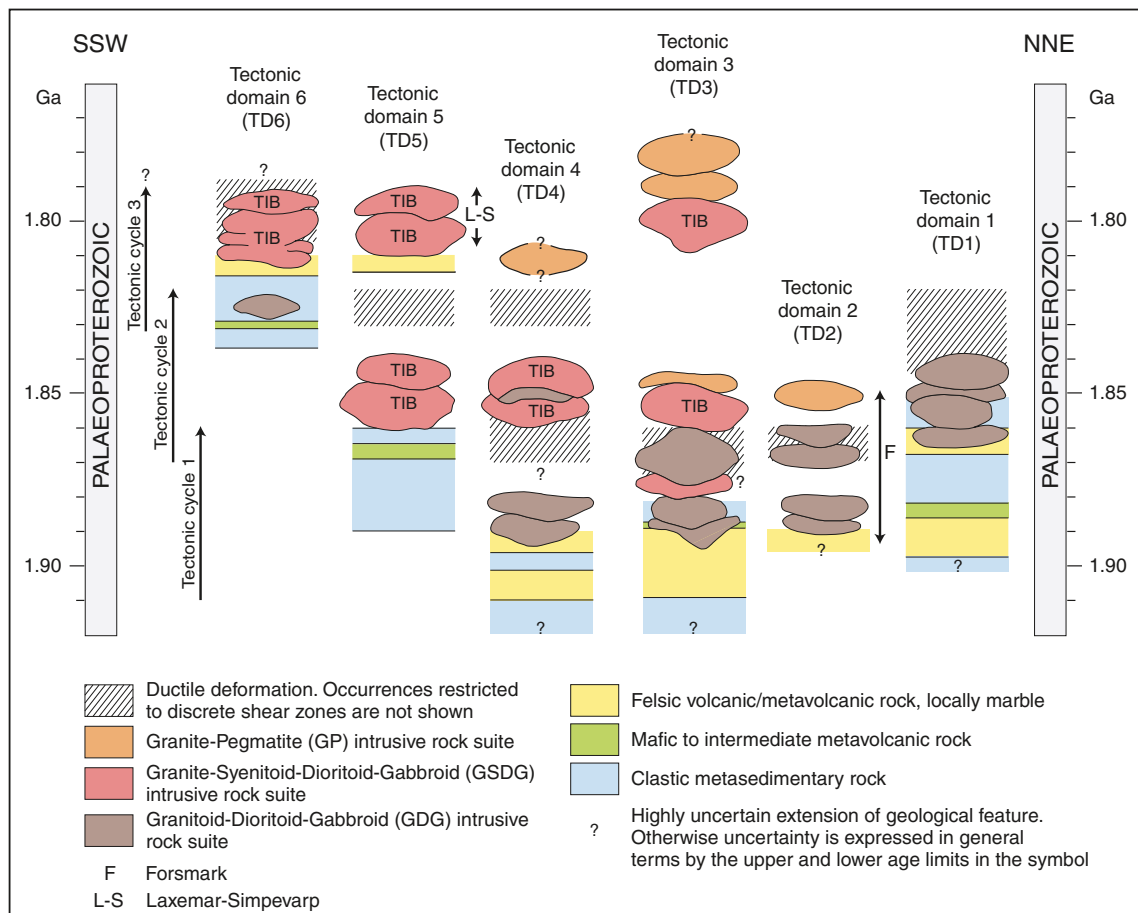 SSW
NNE
Ga
Tectonic
domain 6
(TD6)
Tectonic
domain 5
(TD5)
Tectonic
domain 4
(TD4)
Tectonic
domain 3
(TD3)
Tectonic
domain 2
(TD2)
Tectonic
domain 1
(TD1)
Ga
PALAEOPROTEROZOIC
1.80
1.85
1.90
?
Tectonic cycle 3
Tectonic cycle 2
Tectonic cycle 1
?
TIB
TIB
TIB
TIB
L-S
TIB
TIB
?
?
TIB
TIB
?
?
?
TIB
TIB
?
?
F
?
?
PALAEOPROTEROZOIC
1.80
1.85
1.90
Ductile deformation. Occurrences restricted
to discrete shear zones are not shown
Granite-Pegmatite (GP) intrusive rock suite
Granite-Syenitoid-Dioritoid-Gabbroid (GSDG)
intrusive rock suite
Granitoid-Dioritoid-Gabbroid (GDG) intrusive
rock suite
F Forsmark
L-S Laxemar-Simpevarp
Felsic volcanic/metavolcanic rock, locally marble
Mafic to intermediate metavolcanic rock
Clastic metasedimentary rock
? Highly uncertain extension of geological feature.
Otherwise uncertainty is expressed in general
terms by the upper and lower age limits in the symbol